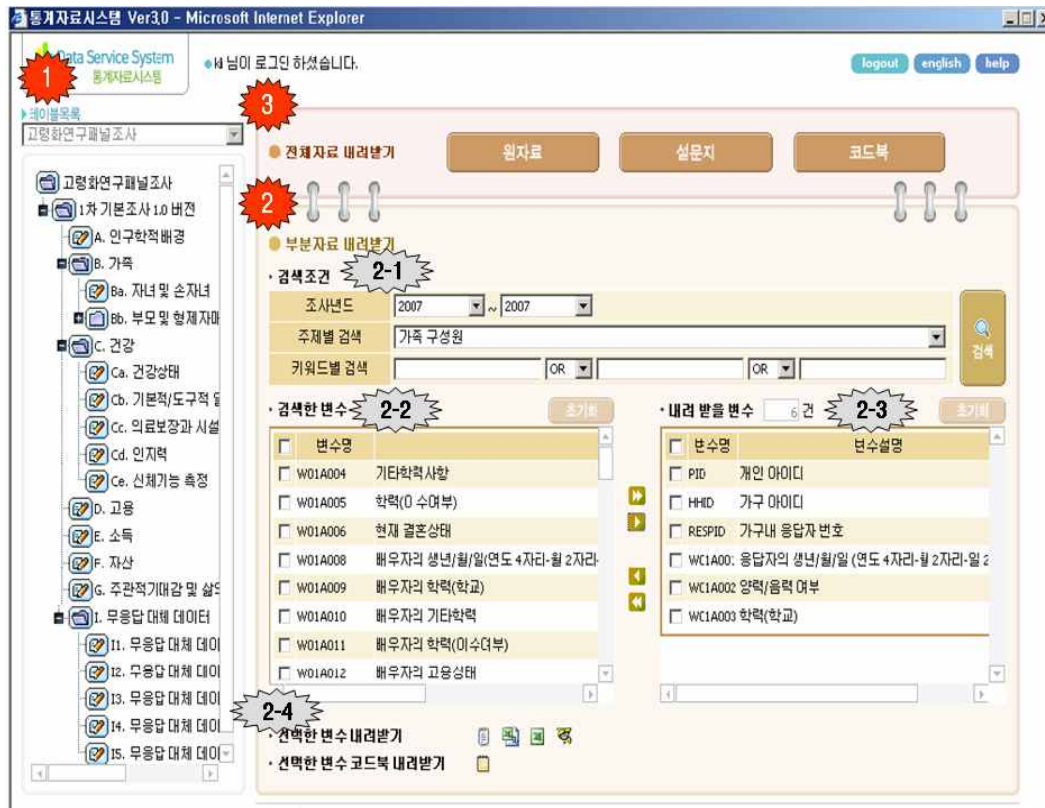 통계자료시스템 Ver3,0 - Microsoft Internet Explorer
Data Service System
통계자료시스템
님이 로그인 하셨습니다.
logout english help
1
테이블목록
고령화연구패널조사
고령화연구패널조사
1차 기본조사 1.0 버전
A. 인구학적배경
B. 가족
Ba. 자녀 및 손자녀
Bb. 부모 및 형제자매
C. 건강
Ca. 건강상태
Cb. 기본적/도구적 일
Cc. 의료보장과 시설
Cd. 인지력
Ce. 신체기능 측정
D. 고용
E. 소득
F. 자산
G. 주관적기대감 및 삶의
I. 무응답 대체 데이터
I1. 무응답 대체 데이
I2. 무응답 대체 데이
I3. 무응답 대체 데이
I4. 무응답 대체 데이
I5. 무응답 대체 데이
3
전체자료 내려받기 원자료 설문지 코드북
2
부분자료 내려받기
검색조건 2-1
조사년도 2007 ~ 2007
주제별 검색 가족 구성원
키워드별 검색 OR OR
검색
검색한 변수 2-2 초기화
변수명
W01A004 기타학력사항
W01A005 학력(이수여부)
W01A006 현재 결혼상태
W01A008 배우자의 생년/월/일(연도 4자리-월 2자리-
W01A009 배우자의 학력(학교)
W01A010 배우자의 기타학력
W01A011 배우자의 학력(이수여부)
W01A012 배우자의 고용상태
내려 받을 변수 6 건 2-3 초기화
변수명 변수설명
PID 개인 아이디
HHID 가구 아이디
RESPID 가구내 응답자 번호
WC1A00: 응답자의 생년/월/일 (연도 4자리-월 2자리-일 2
WC1A002 양력/음력 여부
WC1A003 학력(학교)
2-4
선택한 변수 내려받기
선택한 변수 코드북 내려받기